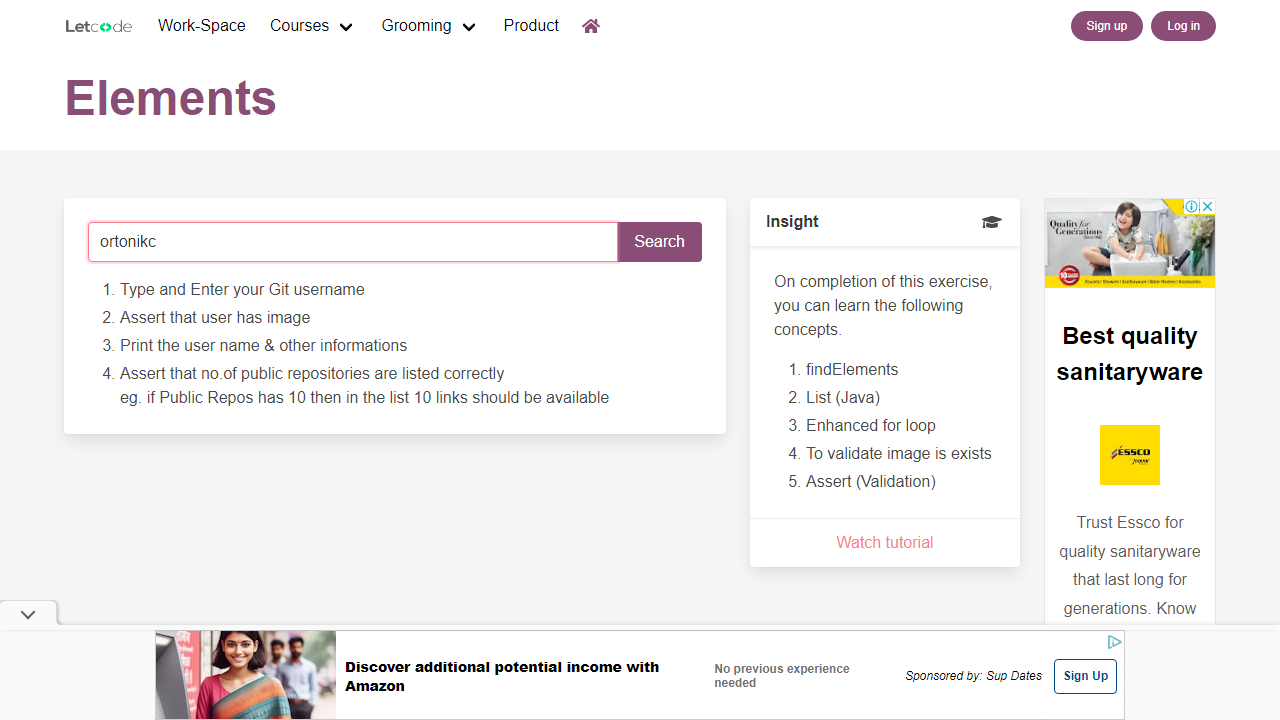 Letcode Work-Space Courses Grooming Product Sign up Log in
Elements
ortonikc Search
1. Type and Enter your Git username
2. Assert that user has image
3. Print the user name & other informations
4. Assert that no.of public repositories are listed correctly
eg. if Public Repos has 10 then in the list 10 links should be available
Insight
On completion of this exercise,
you can learn the following
concepts.
1. findElements
2. List (Java)
3. Enhanced for loop
4. To validate image is exists
5. Assert (Validation)
Watch tutorial
Quality for
Generations
Best quality
sanitaryware
ESSCO
Trust Essco for
quality sanitaryware
that last long for
generations. Know
Discover additional potential income with
Amazon
No previous experience
needed
Sponsored by: Sup Dates
Sign Up